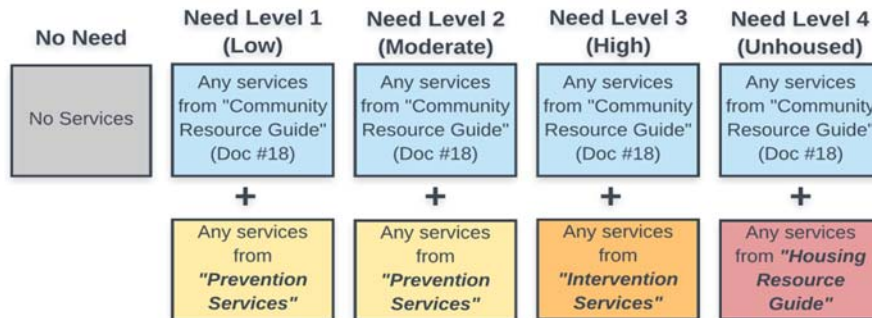 No Need
Need Level 1
(Low)
Need Level 2
(Moderate)
Need Level 3
(High)
Need Level 4
(Unhoused)
No Services
Any services
from "Community
Resource Guide"
(Doc #18)
Any services
from "Community
Resource Guide"
(Doc #18)
Any services
from "Community
Resource Guide"
(Doc #18)
Any services
from "Community
Resource Guide"
(Doc #18)
+
+
+
+
Any services
from
"Prevention
Services"
Any services
from
"Prevention
Services"
Any services
from
"Intervention
Services"
Any services
from "Housing
Resource
Guide"